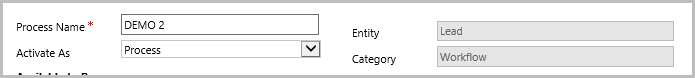 Process Name * DEMO 2
Entity Lead
Activate As Process
Category Workflow